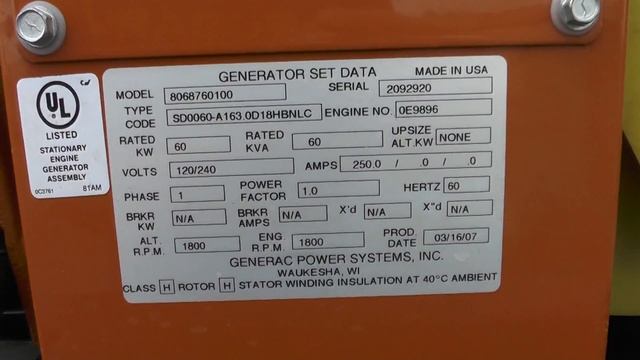 UL
LISTED
STATIONARY
ENGINE
GENERATOR
ASSEMBLY
0C3761 81AM
GENERATOR SET DATA MADE IN USA
MODEL 8068760100 SERIAL 2092920
TYPE CODE SD0060-A163.0D18HBNLC ENGINE NO. 0E9896
RATED KW 60 RATED KVA 60 UPSIZE ALT.KW NONE
VOLTS 120/240 AMPS 250.0 / .0 / .0
PHASE 1 POWER FACTOR 1.0 HERTZ 60
BRKR KW N/A BRKR AMPS N/A X'd N/A X"d N/A
ALT. R.P.M. 1800 ENG. R.P.M. 1800 PROD. DATE 03/16/07
GENERAC POWER SYSTEMS, INC.
WAUKESHA, WI
CLASS H ROTOR H STATOR WINDING INSULATION AT 40°C AMBIENT